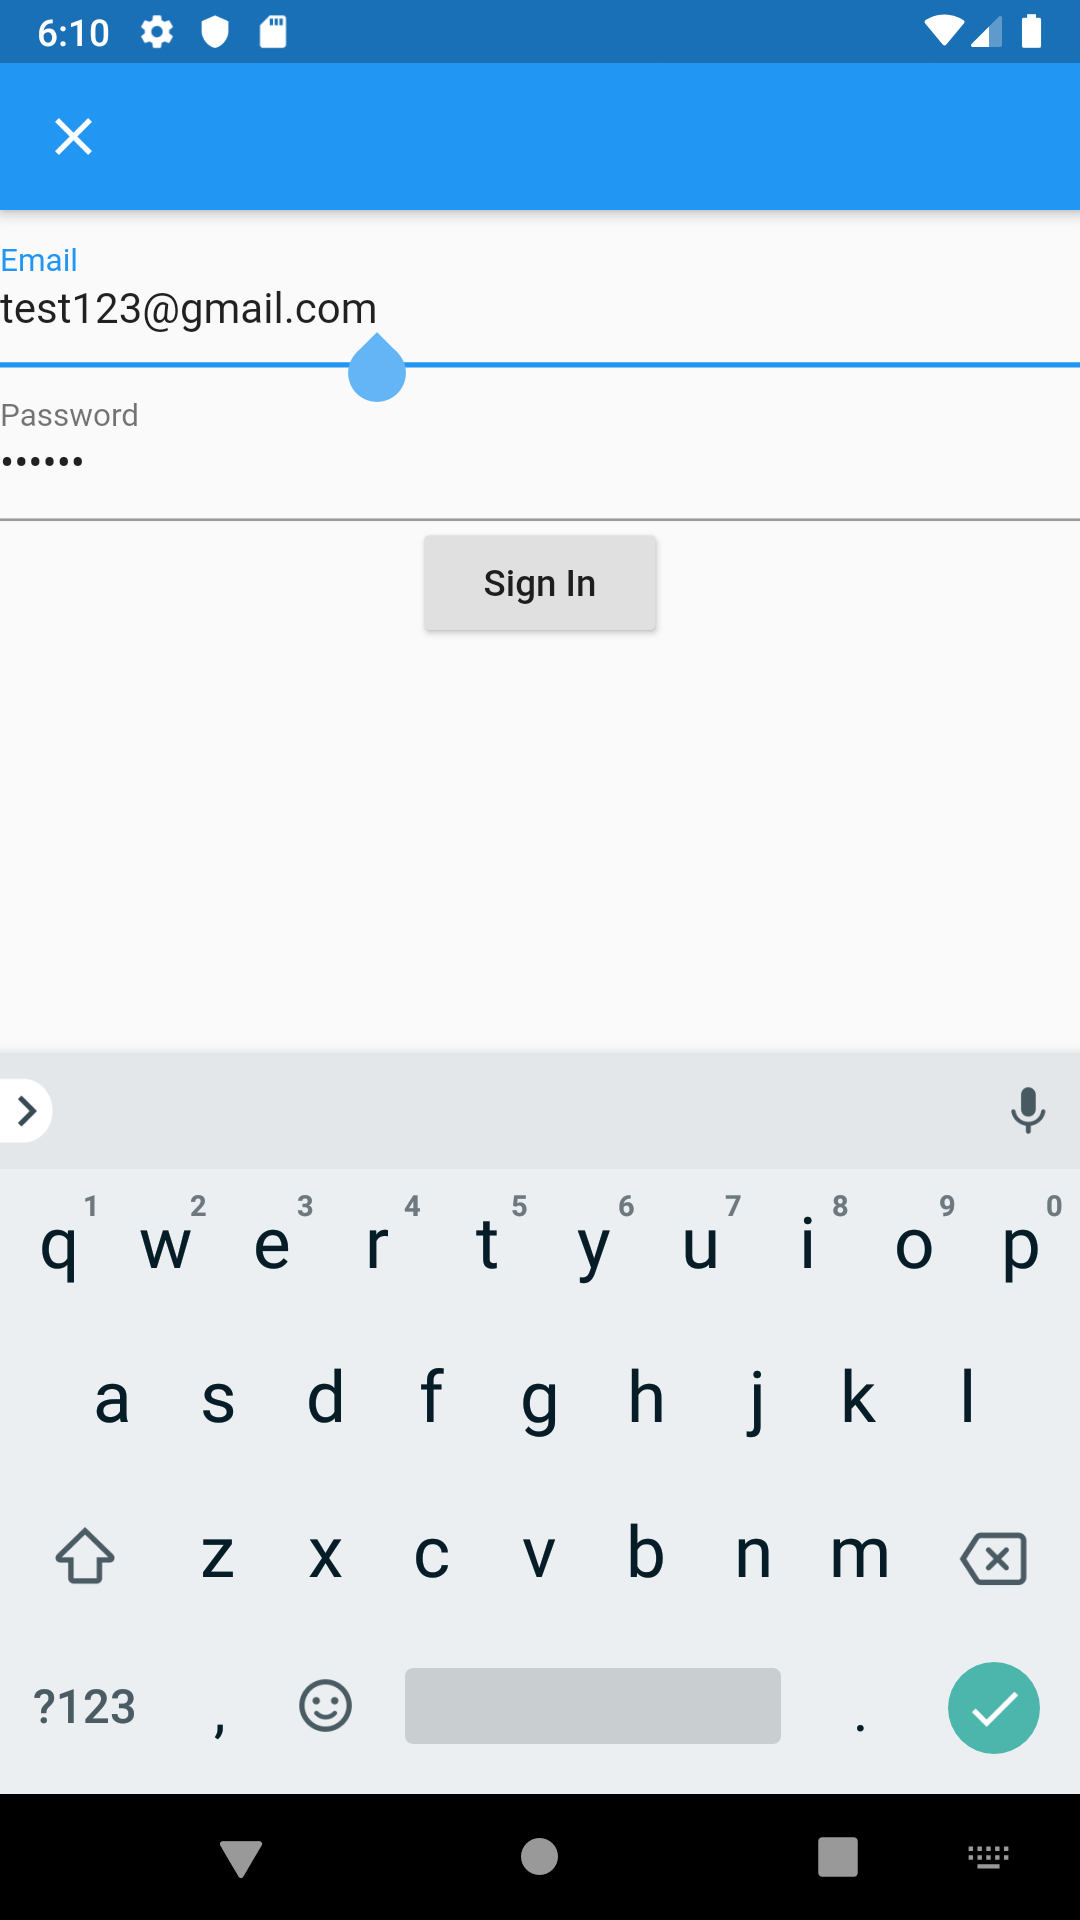 6:10
Email
test123@gmail.com
Password
••••••
Sign In
1 2 3 4 5 6 7 8 9 0
q w e r t y u i o p
a s d f g h j k l
z x c v b n m
?123 , .